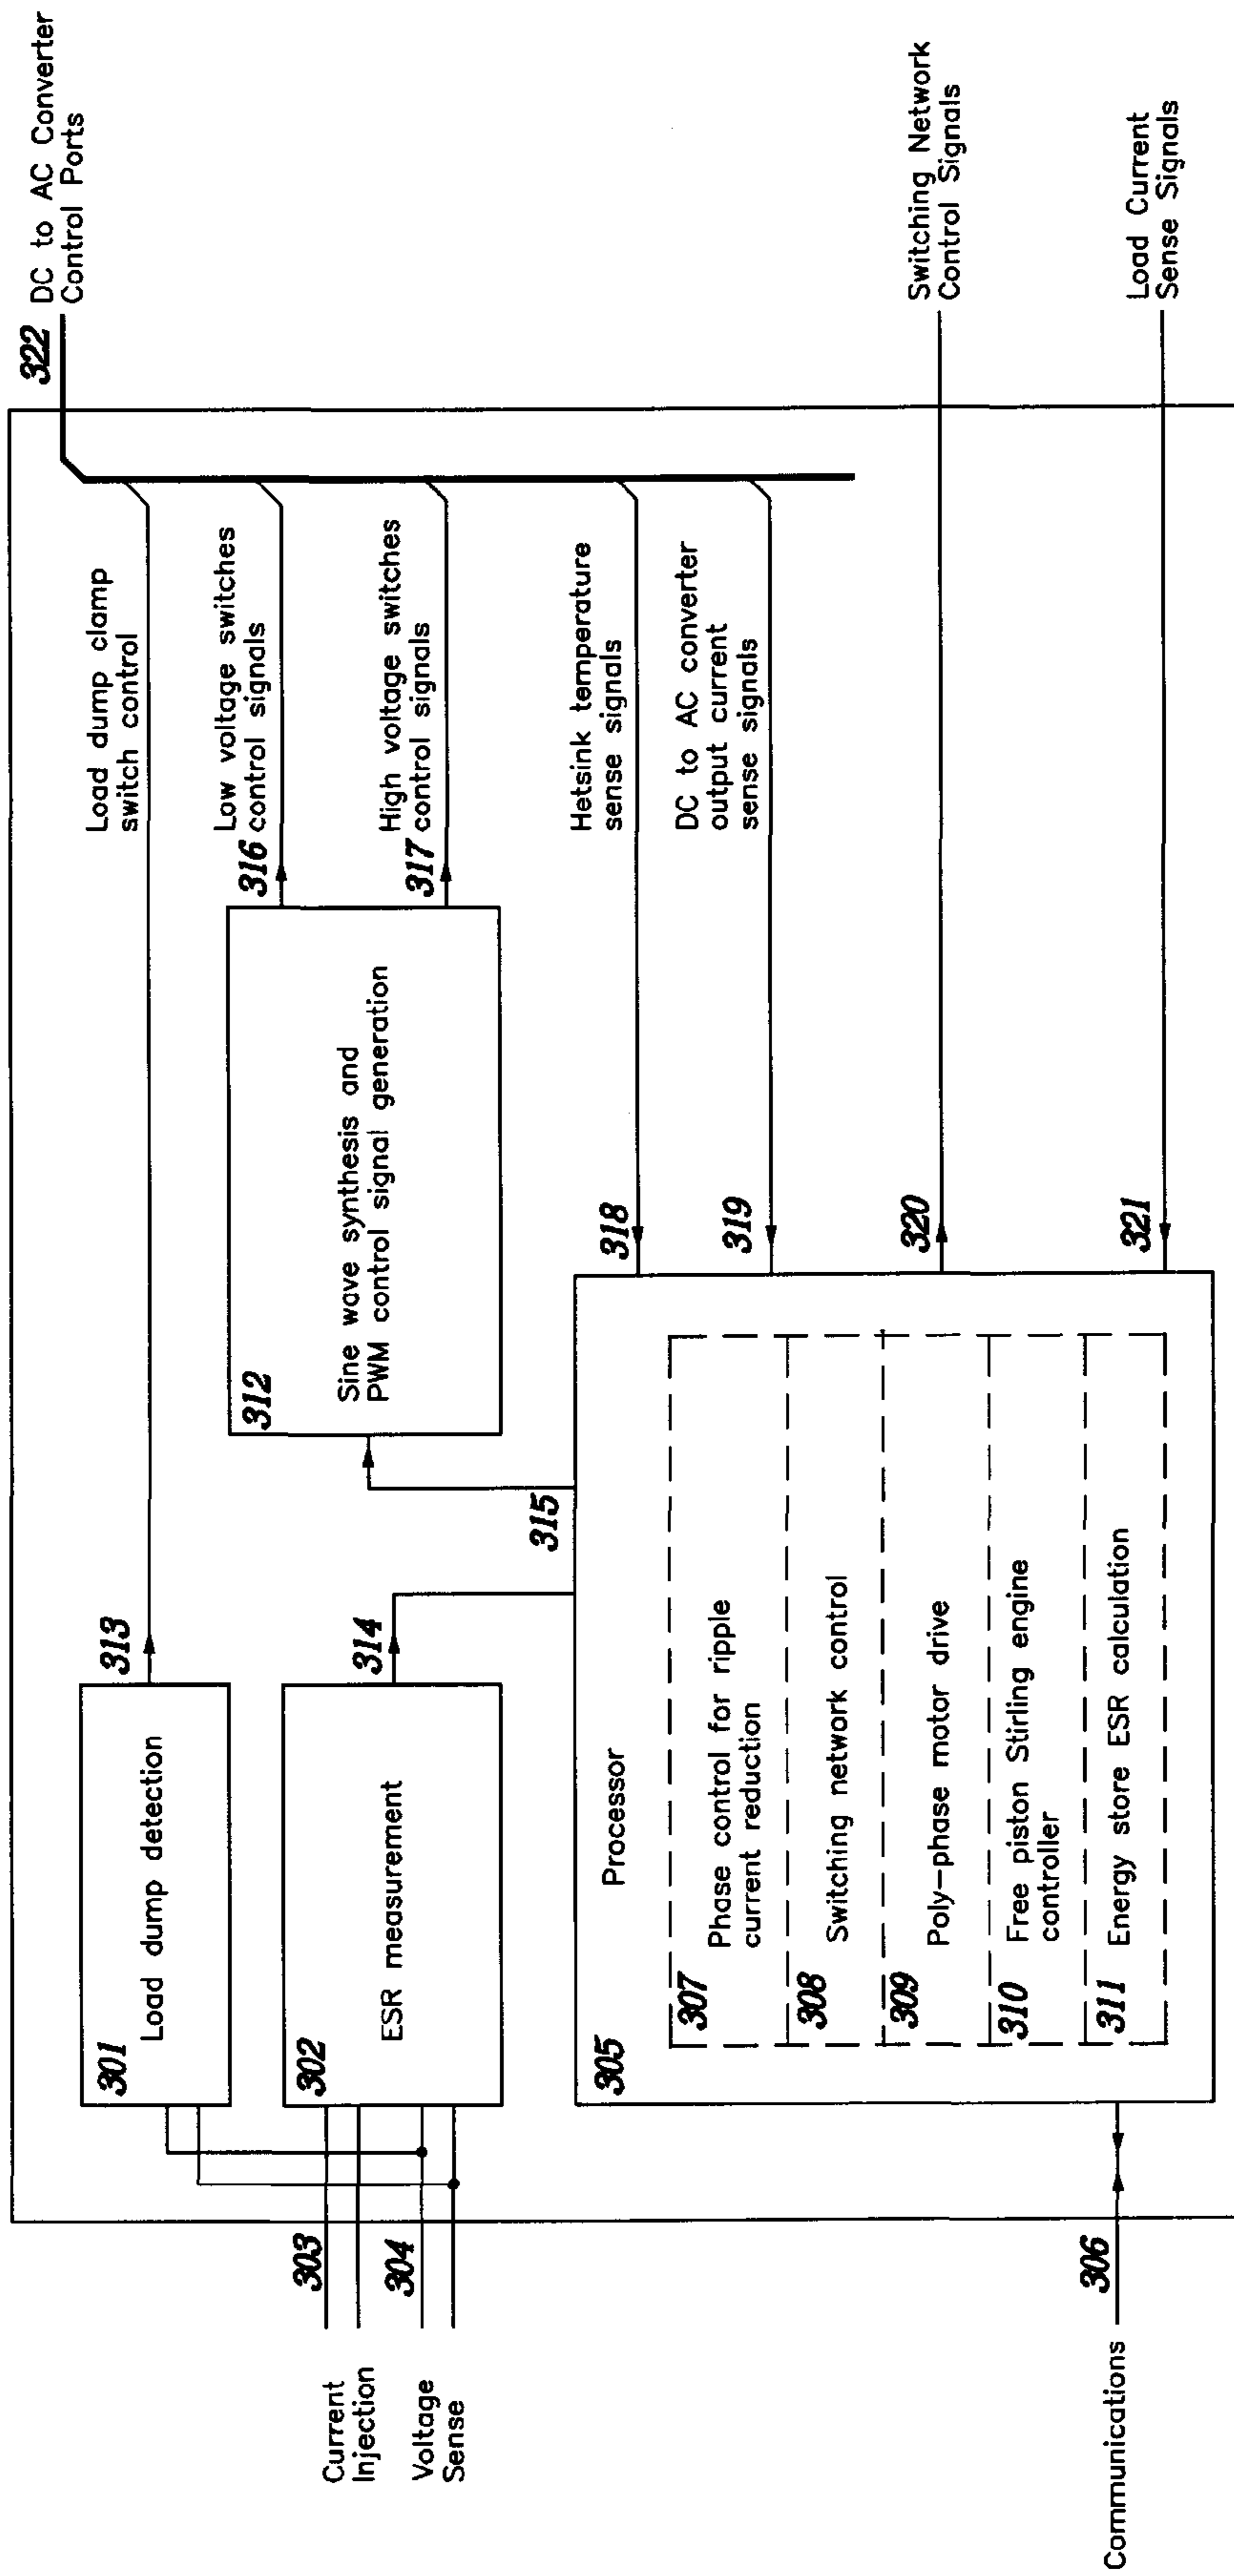 322
DC to AC Converter
Control Ports
Load dump clamp
switch control
313
301
Load dump detection
Low voltage switches
316 control signals
High voltage switches
317 control signals
312
Sine wave synthesis and
PWM control signal generation
302
ESR measurement
314
315
303
Current
Injection
304
Voltage
Sense
Hetsink temperature
sense signals
318
DC to AC converter
output current
sense signals
319
305
Processor
307
Phase control for ripple
current reduction
308
Switching network control
309
Poly-phase motor drive
310
Free piston Stirling engine
controller
311
Energy store ESR calculation
320
Switching Network
Control Signals
321
Load Current
Sense Signals
306
Communications